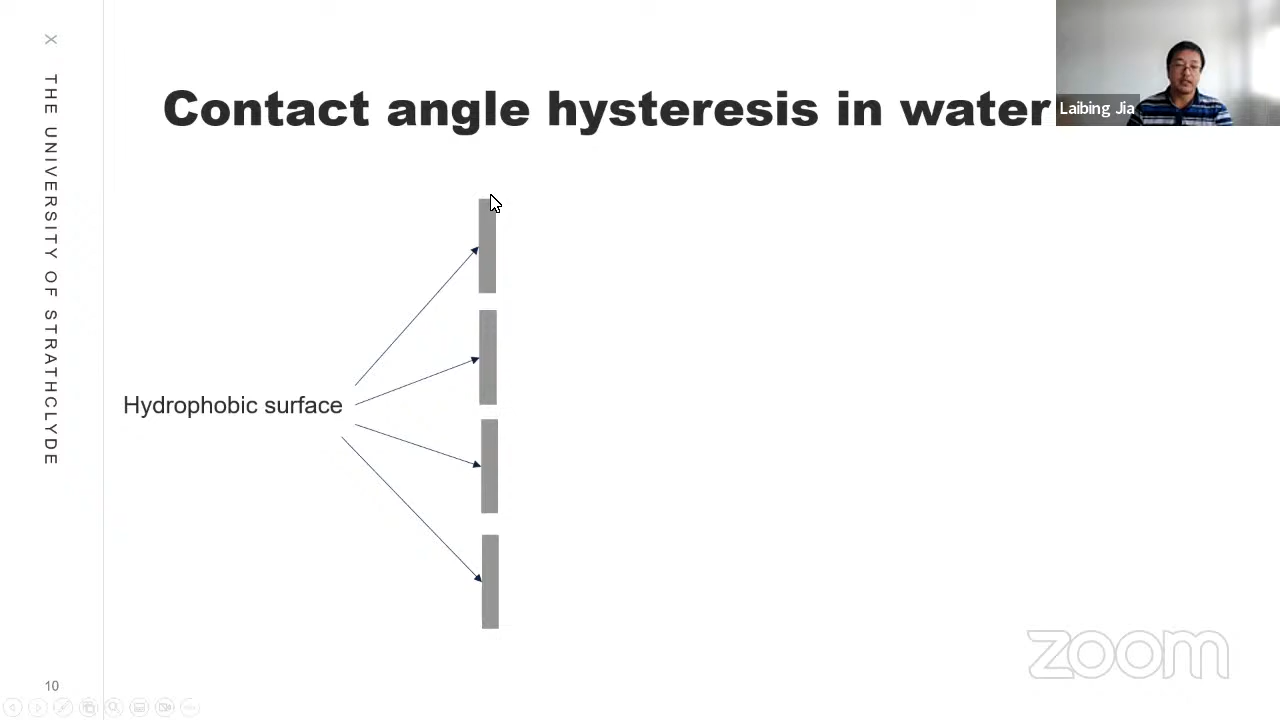 X THE UNIVERSITY OF STRATHCLYDE
Contact angle hysteresis in water
Laibing Jia
Hydrophobic surface
10
zoom